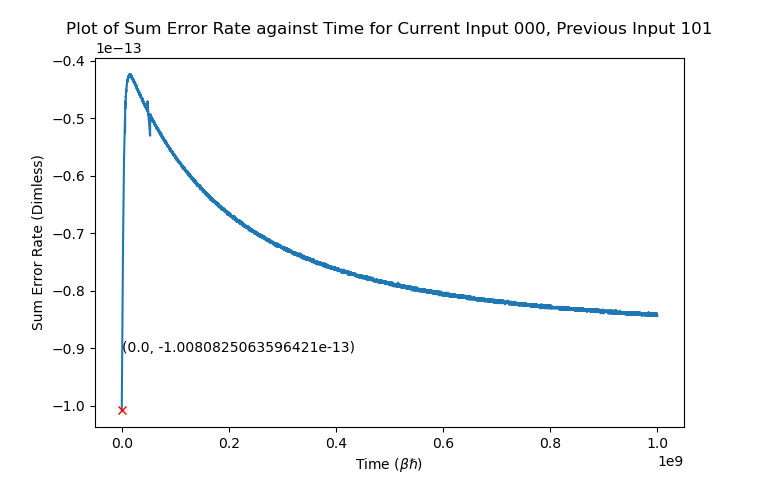 Plot of Sum Error Rate against Time for Current Input 000, Previous Input 101
1e−13
−0.4
−0.5
−0.6
−0.7
−0.8
−0.9
−1.0
Sum Error Rate (Dimless)
(0.0, -1.0080825063596421e-13)
0.0 0.2 0.4 0.6 0.8 1.0
1e9
Time (βℏ)